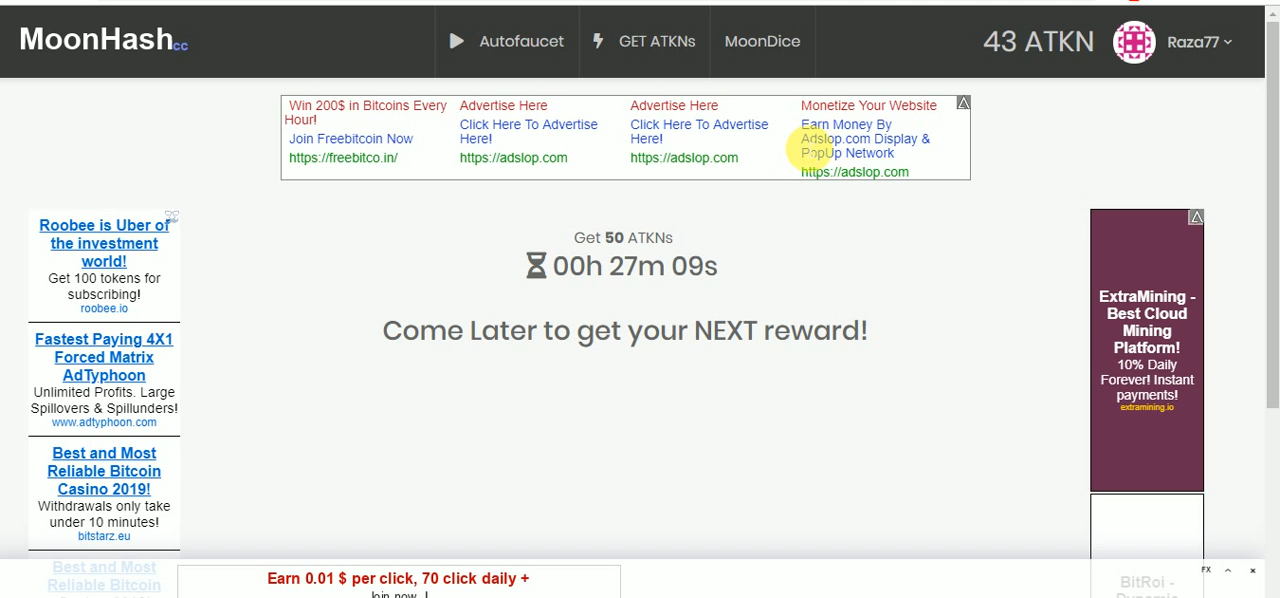 MoonHash cc
Autofaucet
GET ATKNs
MoonDice
43 ATKN
Raza77
Win 200$ in Bitcoins Every
Hour!
Join Freebitcoin Now
https://freebitco.in/
Advertise Here
Click Here To Advertise
Here!
https://adslop.com
Advertise Here
Click Here To Advertise
Here!
https://adslop.com
Monetize Your Website
Earn Money By
Adslop.com Display &
PopUp Network
https://adslop.com
Roobee is Uber of
the investment
world!
Get 100 tokens for
subscribing!
roobee.io
Fastest Paying 4X1
Forced Matrix
AdTyphoon
Unlimited Profits. Large
Spillovers & Spillunders!
www.adtyphoon.com
Best and Most
Reliable Bitcoin
Casino 2019!
Withdrawals only take
under 10 minutes!
bitstarz.eu
Best and Most
Reliable Bitcoin
Get 50 ATKNs
00h 27m 09s
Come Later to get your NEXT reward!
ExtraMining -
Best Cloud
Mining
Platform!
10% Daily
Forever! Instant
payments!
extramining.io
BitRoi -
Dynamic
Earn 0.01 $ per click, 70 click daily +
Join now !
FX